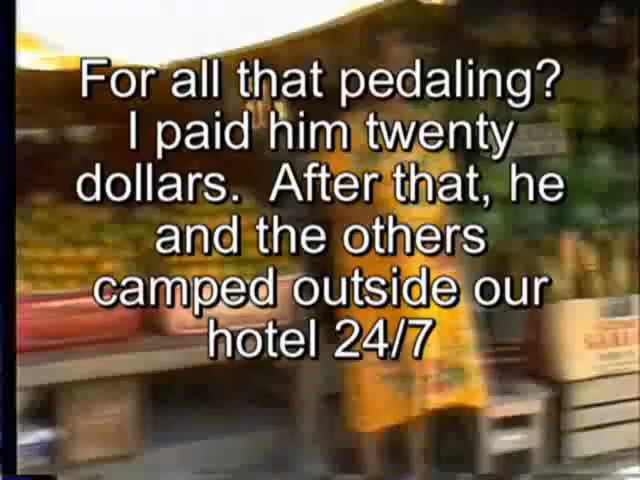 For all that pedaling?
I paid him twenty
dollars.  After that, he
and the others
camped outside our
hotel 24/7